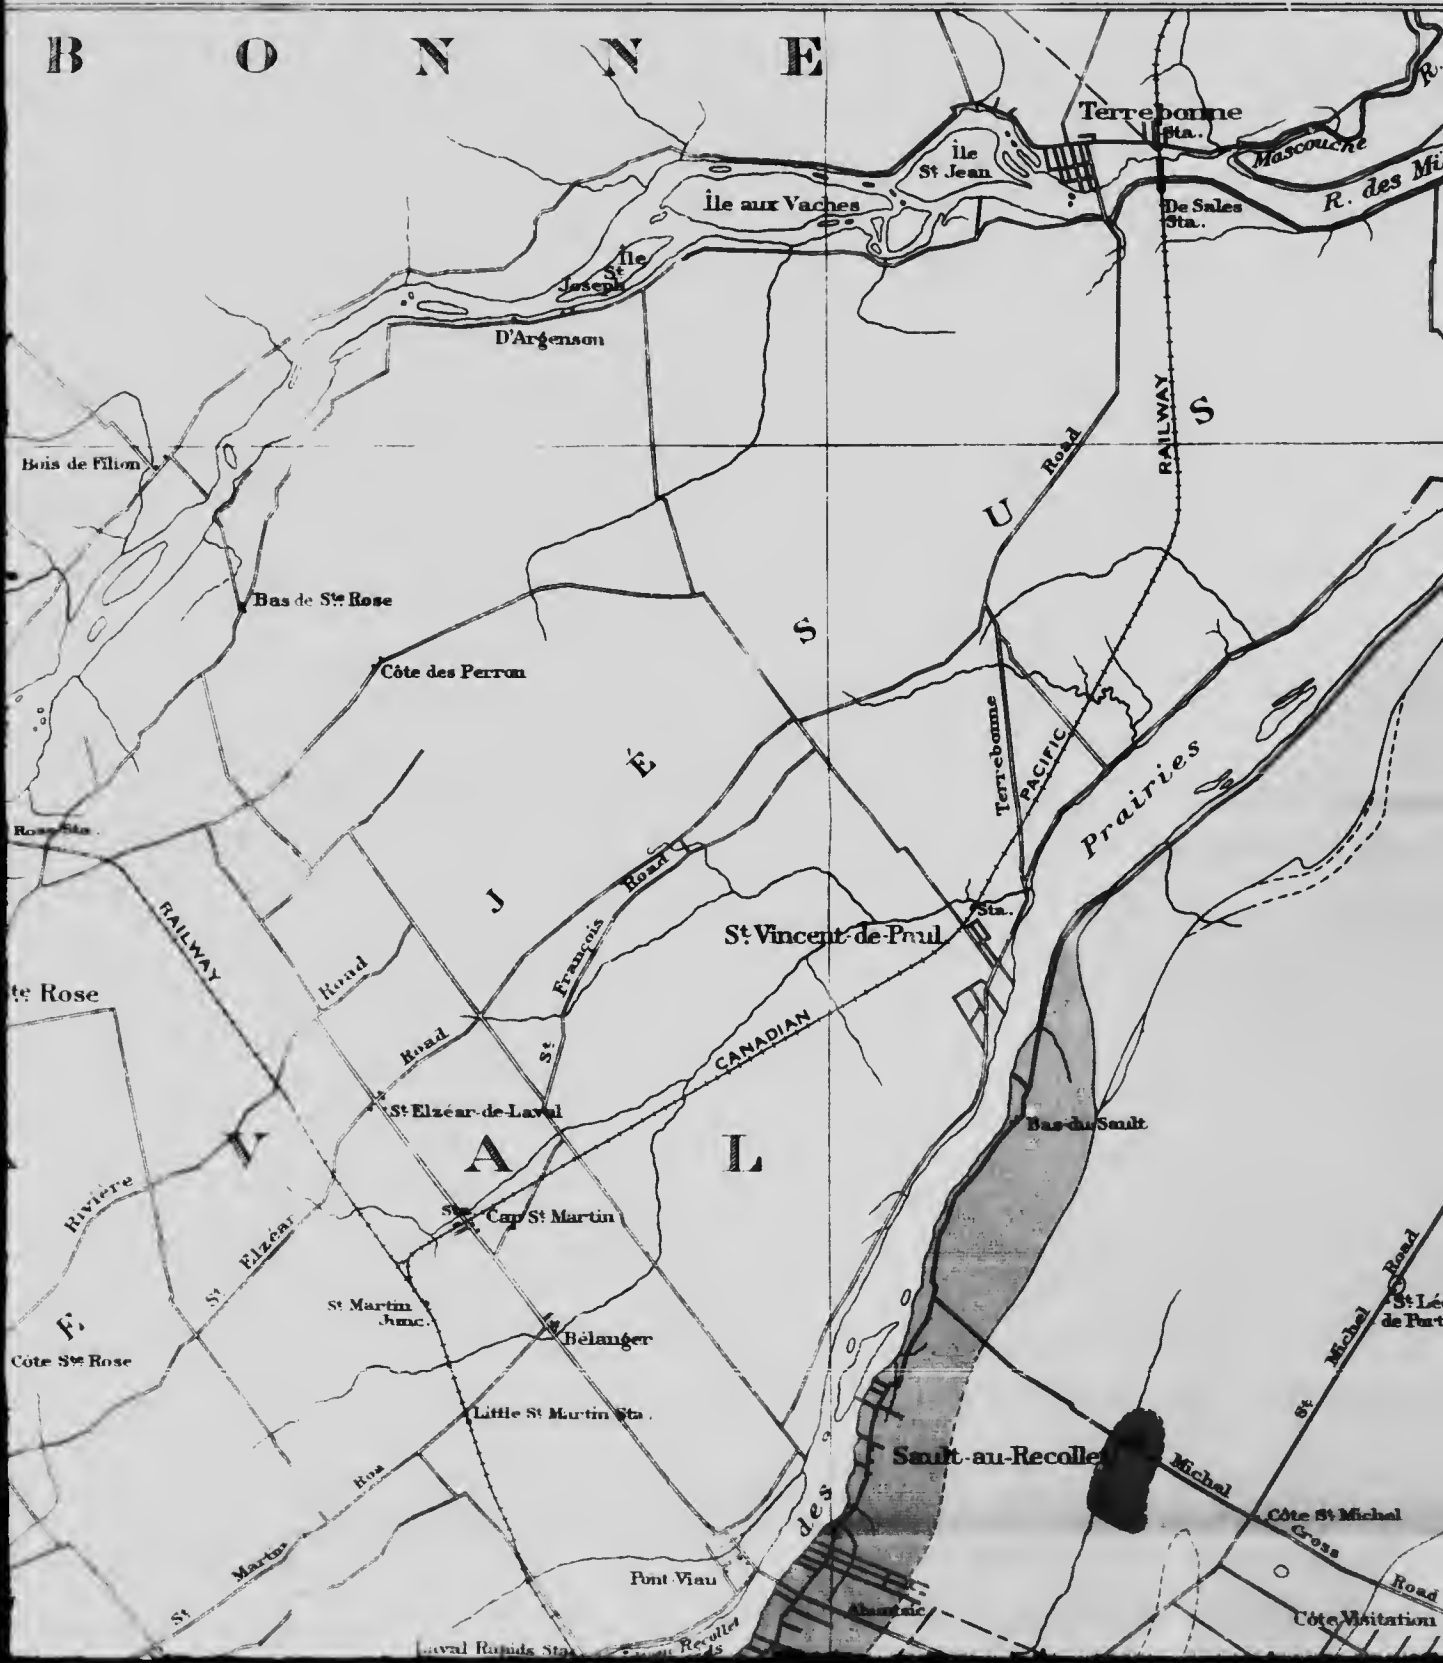 B O N N E
Terrebonne
Sta.
Mascouche
R.
Île
St Jean
R. des Mi
Île aux Vaches
De Sales
Sta.
Île
St
Joseph
D'Argenson
RAILWAY
S
Road
Bois de Filion
U
Bas de Ste Rose
S
Côte des Perron
Terrebonne
PACIFIC
Prairies
É
Rose Sta.
Road
J
RAILWAY
Sta.
St Vincent-de-Paul
François
Road
te Rose
CANADIAN
Road
St
St Elzéar-de-Laval
Bas-du-Sault
V A L
Rivière
Sta.
Cap St Martin
Elzéar
St
Road
St Martin
Junc.
St Lé
de Port
E
Michel
Bélanger
Côte Ste Rose
St
Little St Martin Sta.
Sault-au-Recolle
Michel
Roa
des
Côte St Michel
Cross
Martin
Pont Viau
Road
St
Ahuntsic
Côte Visitation
Laval Rapids Sta
Recollet
ds